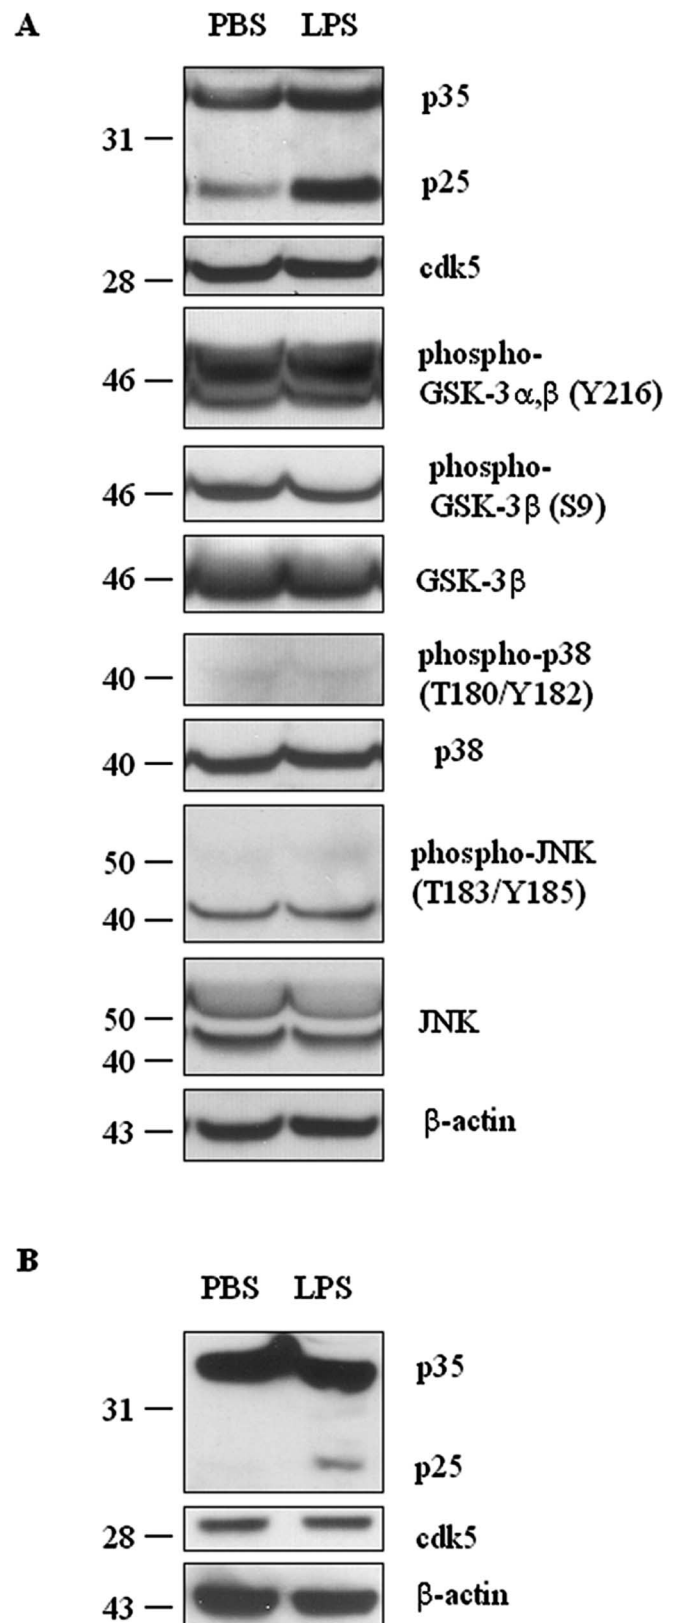 A
PBS LPS
p35
31
p25
cdk5
28
phospho-
46
GSK-3α,β (Y216)
phospho-
46
GSK-3β (S9)
46 GSK-3β
phospho-p38
40
(T180/Y182)
p38
40
50 phospho-JNK
(T183/Y185)
40
50 JNK
40
β-actin
43
B
PBS LPS
p35
31
p25
28 cdk5
β-actin
43